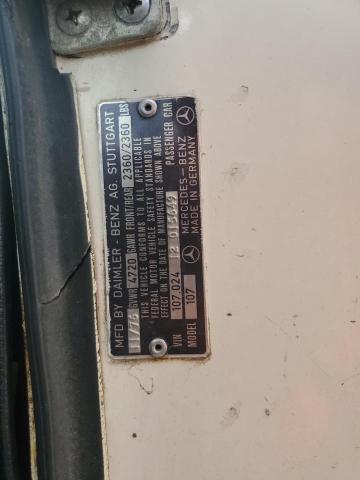 MFD BY DAIMLER - BENZ AG. STUTTGART
11/75 GVWR 4720 GAWR FRONT/REAR 2360/2360 LBS
THIS VEHICLE CONFORMS TO ALL APPLICABLE
FEDERAL MOTOR VEHICLE SAFETY STANDARDS IN
EFFECT ON THE DATE OF MANUFACTURE SHOWN ABOVE
PASSENGER CAR
VIN 107.024 12 015649
MODEL 107
MERCEDES-BENZ
MADE IN GERMANY